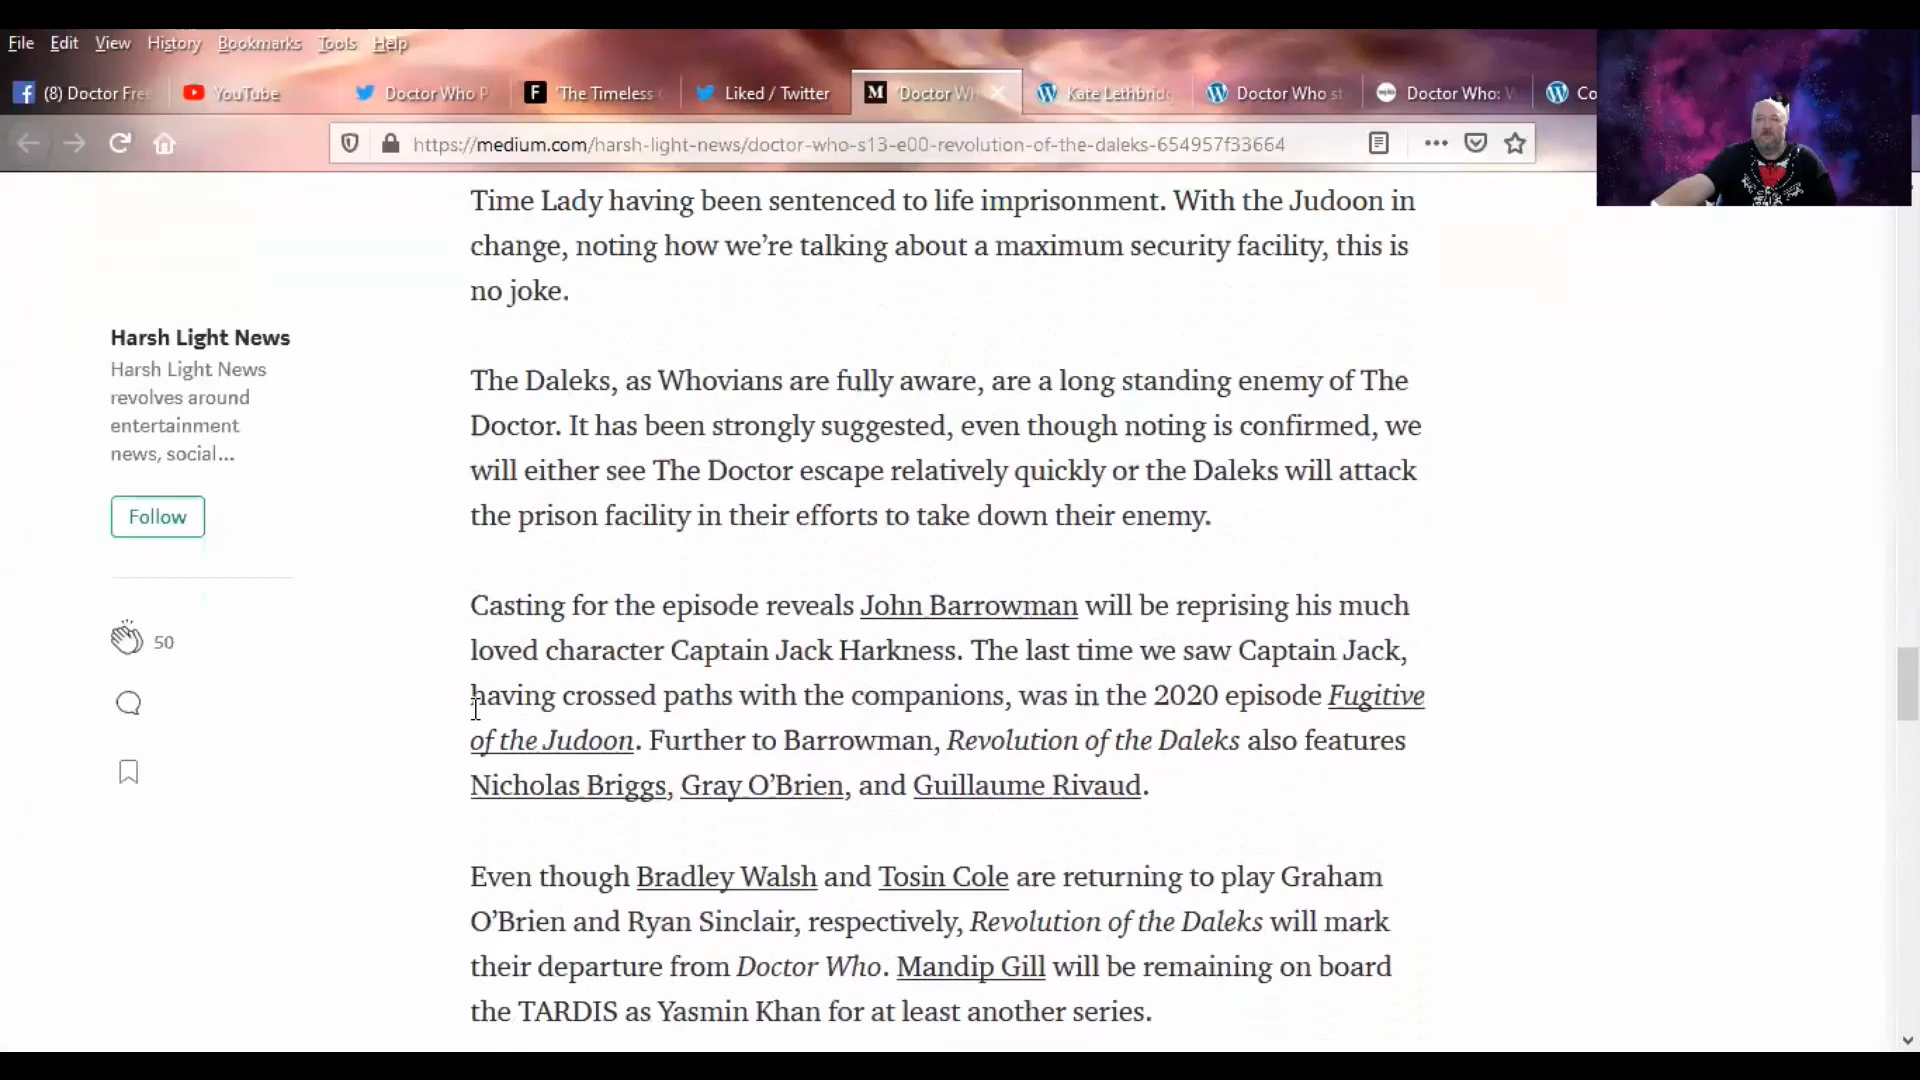 File Edit View History Bookmarks Tools Help
(8) Doctor Free
YouTube
Doctor Who P
'The Timeless C
Liked / Twitter
'Doctor Wh
Kate Lethbridg
Doctor Who st
Doctor Who: V
Co
https://medium.com/harsh-light-news/doctor-who-s13-e00-revolution-of-the-daleks-654957f33664
Time Lady having been sentenced to life imprisonment. With the Judoon in
change, noting how we’re talking about a maximum security facility, this is
no joke.
Harsh Light News
Harsh Light News
revolves around
entertainment
news, social...
Follow
50
The Daleks, as Whovians are fully aware, are a long standing enemy of The
Doctor. It has been strongly suggested, even though noting is confirmed, we
will either see The Doctor escape relatively quickly or the Daleks will attack
the prison facility in their efforts to take down their enemy.
Casting for the episode reveals John Barrowman will be reprising his much
loved character Captain Jack Harkness. The last time we saw Captain Jack,
having crossed paths with the companions, was in the 2020 episode Fugitive
of the Judoon. Further to Barrowman, Revolution of the Daleks also features
Nicholas Briggs, Gray O’Brien, and Guillaume Rivaud.
Even though Bradley Walsh and Tosin Cole are returning to play Graham
O’Brien and Ryan Sinclair, respectively, Revolution of the Daleks will mark
their departure from Doctor Who. Mandip Gill will be remaining on board
the TARDIS as Yasmin Khan for at least another series.